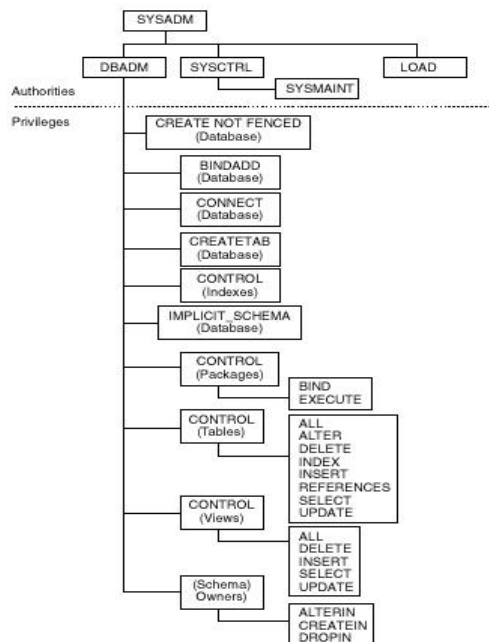 SYSADM
DBADM
SYSCTRL
LOAD
SYSMAINT
Authorities
Privileges
CREATE NOT FENCED
(Database)
BINDADD
(Database)
CONNECT
(Database)
CREATETAB
(Database)
CONTROL
(Indexes)
IMPLICIT_SCHEMA
(Database)
CONTROL
(Packages)
BIND
EXECUTE
CONTROL
(Tables)
ALL
ALTER
DELETE
INDEX
INSERT
REFERENCES
SELECT
UPDATE
CONTROL
(Views)
ALL
DELETE
INSERT
SELECT
UPDATE
(Schema)
Owners)
ALTERIN
CREATEIN
DROPIN